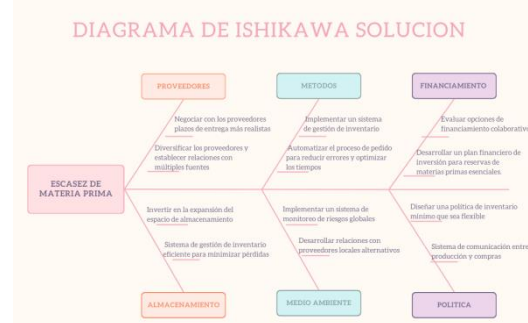 DIAGRAMA DE ISHIKAWA SOLUCION
PROVEEDORES
METODOS
FINANCIAMIENTO
Negociar con los proveedores
plazos de entrega más realistas
Implementar un sistema
de gestión de inventario
Evaluar opciones de
financiamiento colaborativo
Diversificar los proveedores y
establecer relaciones con
múltiples fuentes
Automatizar el proceso de pedido
para reducir errores y optimizar
los tiempos
Desarrollar un plan financiero de
inversión para reservas de
materias primas esenciales.
ESCASEZ DE
MATERIA PRIMA
Invertir en la expansión del
espacio de almacenamiento
Implementar un sistema de
monitoreo de riesgos globales
Diseñar una política de inventario
mínimo que sea flexible
Sistema de gestión de inventario
eficiente para minimizar pérdidas
Desarrollar relaciones con
proveedores locales alternativos
Sistema de comunicación entre
producción y compras
ALMACENAMIENTO
MEDIO AMBIENTE
POLITICA